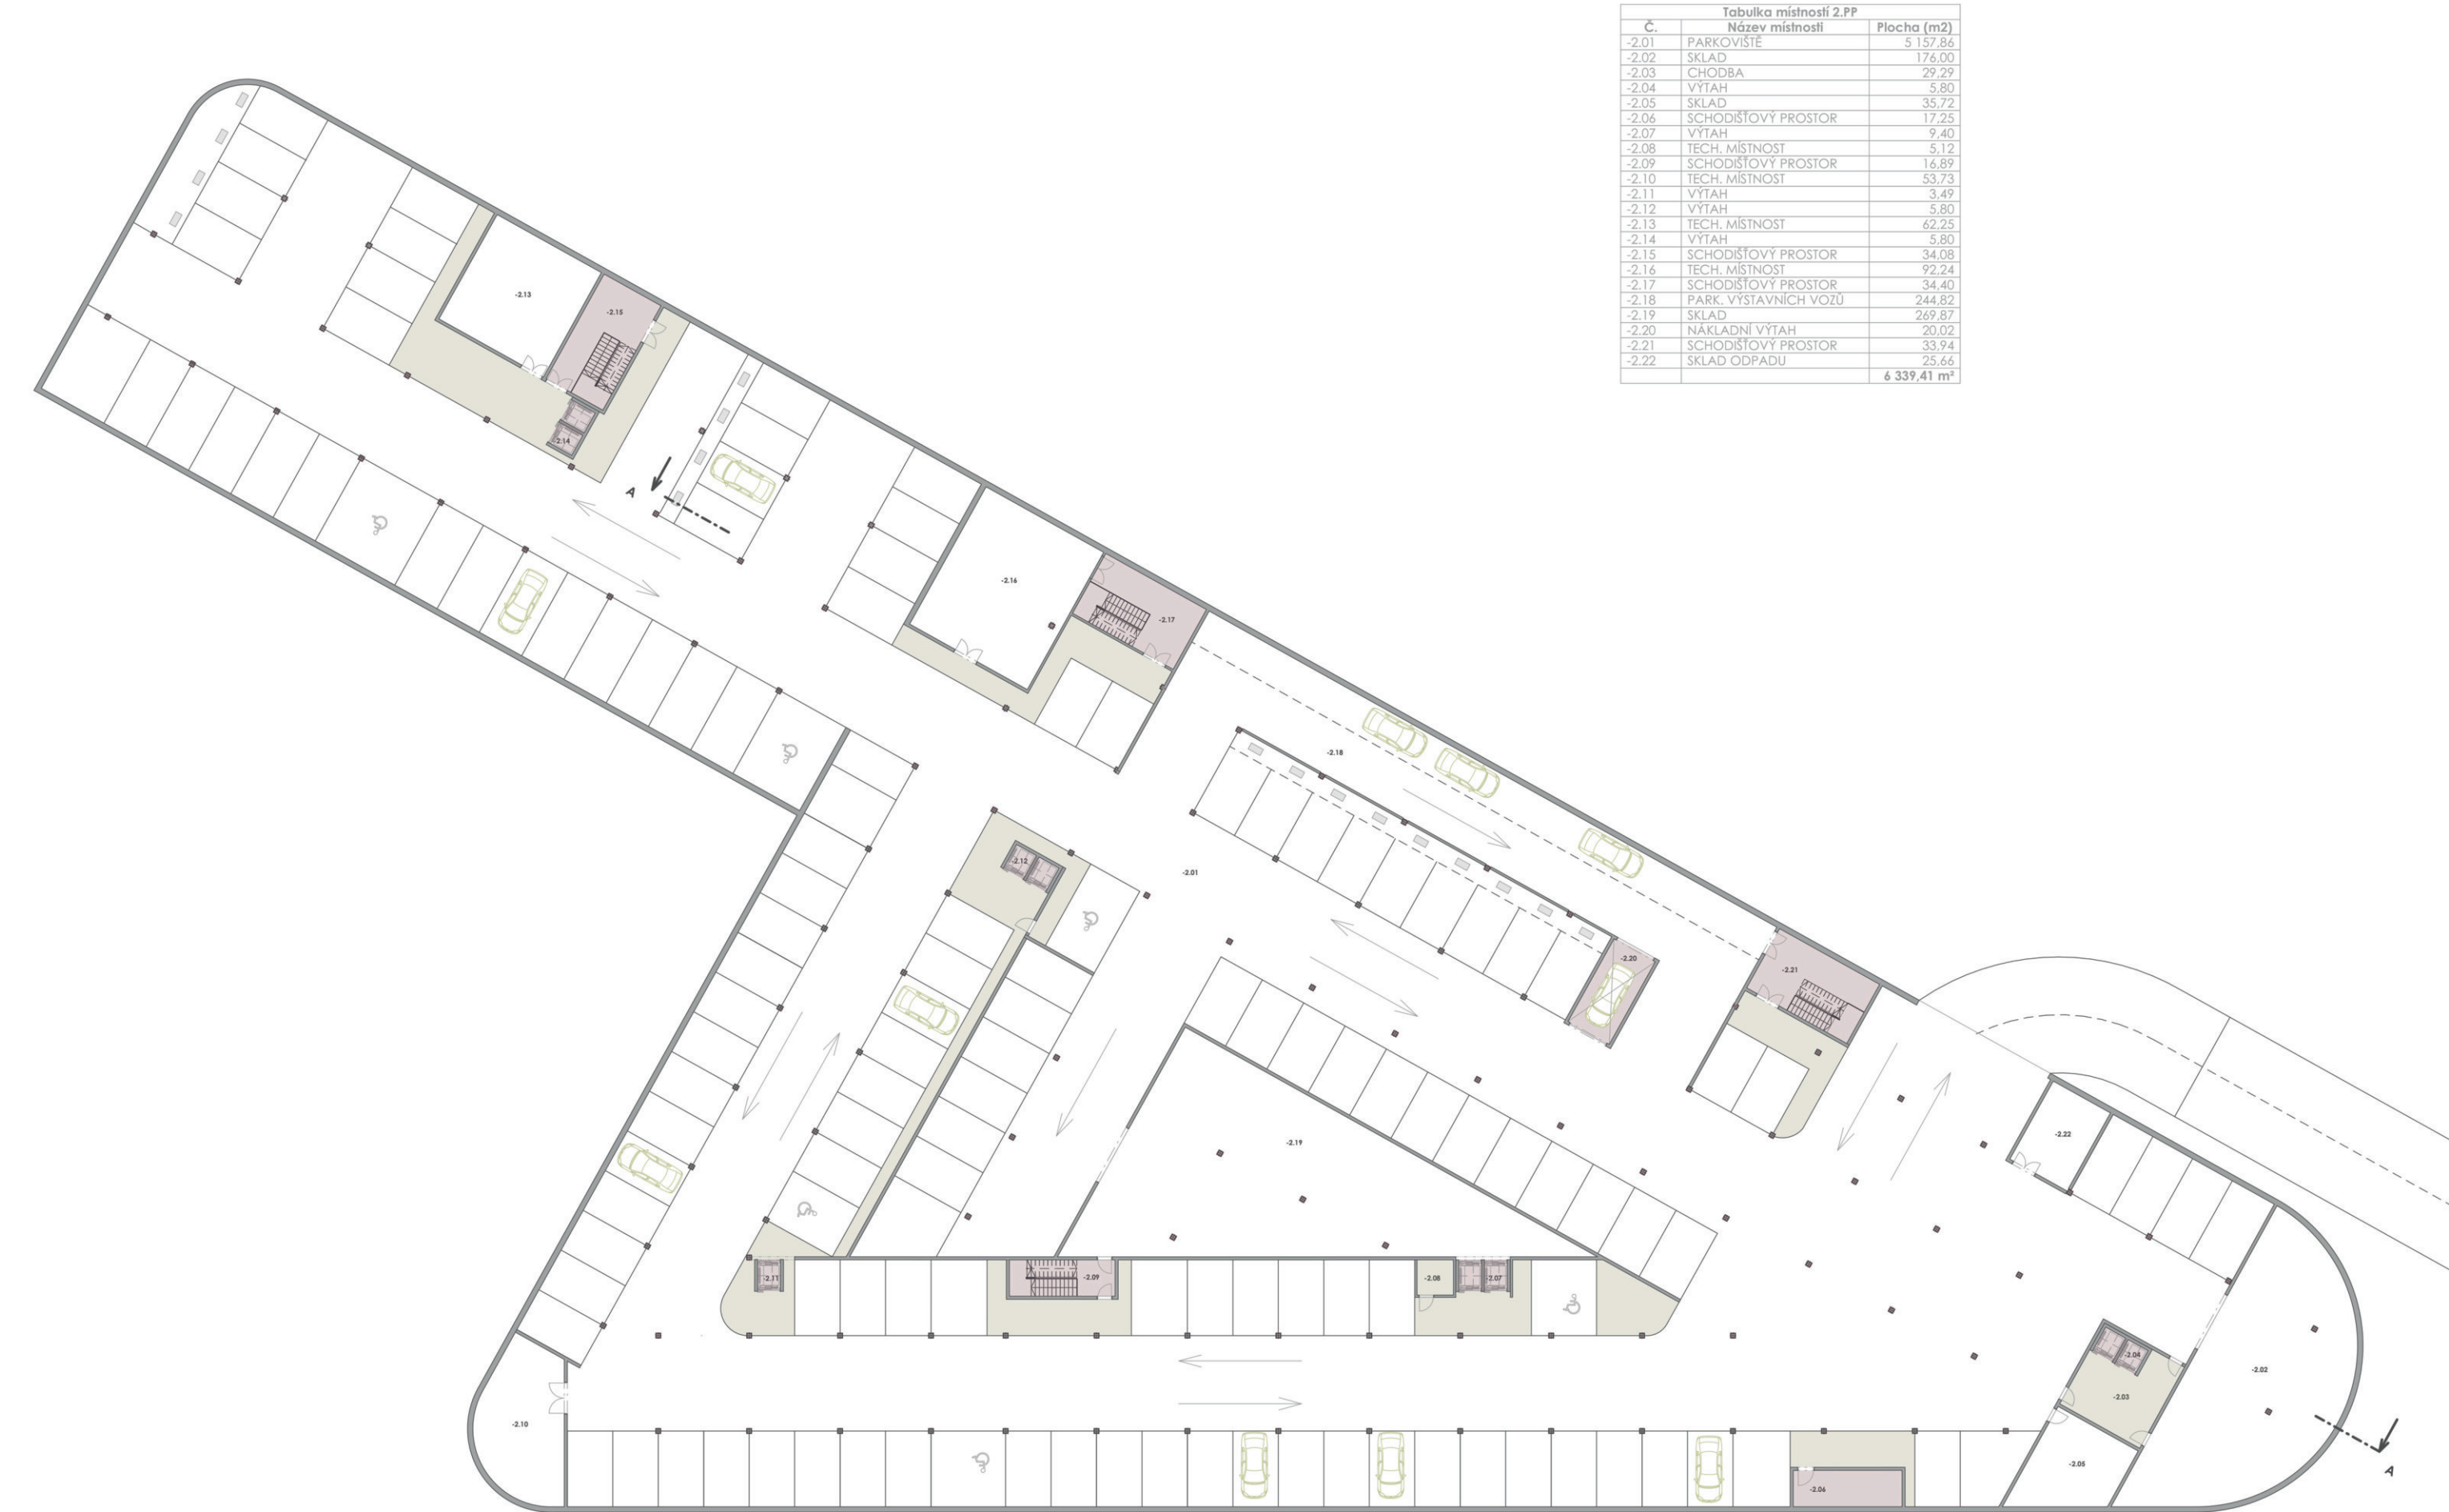 Tabulka místností 2.PP
Č. Název místnosti Plocha (m2)
-2.01 PARKOVIŠTĚ 5 157,86
-2.02 SKLAD 176,00
-2.03 CHODBA 29,29
-2.04 VÝTAH 5,80
-2.05 SKLAD 35,72
-2.06 SCHODIŠŤOVÝ PROSTOR 17,25
-2.07 VÝTAH 9,40
-2.08 TECH. MÍSTNOST 5,12
-2.09 SCHODIŠŤOVÝ PROSTOR 16,89
-2.10 TECH. MÍSTNOST 53,73
-2.11 VÝTAH 3,49
-2.12 VÝTAH 5,80
-2.13 TECH. MÍSTNOST 62,25
-2.14 VÝTAH 5,80
-2.15 SCHODIŠŤOVÝ PROSTOR 34,08
-2.16 TECH. MÍSTNOST 92,24
-2.17 SCHODIŠŤOVÝ PROSTOR 34,40
-2.18 PARK. VÝSTAVNÍCH VOZŮ 244,82
-2.19 SKLAD 269,87
-2.20 NÁKLADNÍ VÝTAH 20,02
-2.21 SCHODIŠŤOVÝ PROSTOR 33,94
-2.22 SKLAD ODPADU 25,66
6 339,41 m²
-2.13
-2.15
-2.14
A
-2.16
-2.17
-2.18
-2.12
-2.01
-2.20
-2.21
-2.19
-2.22
-2.11
-2.09
-2.08
-2.07
-2.04
-2.02
-2.03
-2.10
-2.05
A
-2.06